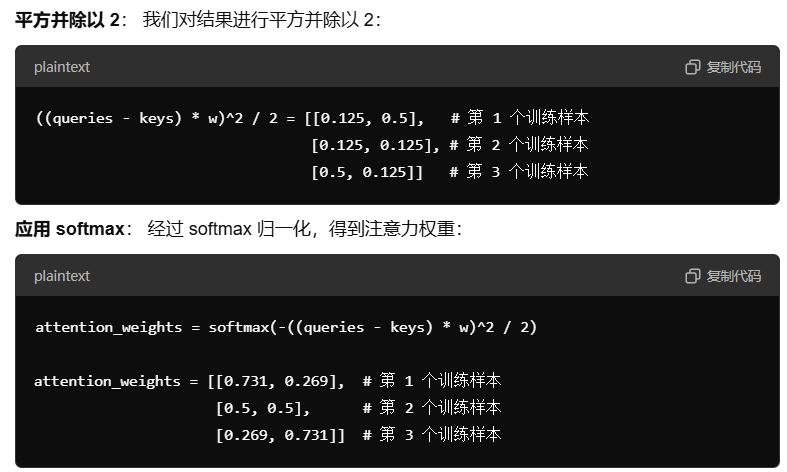 平方并除以 2： 我们对结果进行平方并除以 2：
plaintext 复制代码
((queries - keys) * w)^2 / 2 = [[0.125, 0.5],   # 第 1 个训练样本
[0.125, 0.125], # 第 2 个训练样本
[0.5, 0.125]]   # 第 3 个训练样本
应用 softmax： 经过 softmax 归一化，得到注意力权重：
plaintext 复制代码
attention_weights = softmax(-((queries - keys) * w)^2 / 2)
attention_weights = [[0.731, 0.269],  # 第 1 个训练样本
[0.5, 0.5],      # 第 2 个训练样本
[0.269, 0.731]]  # 第 3 个训练样本